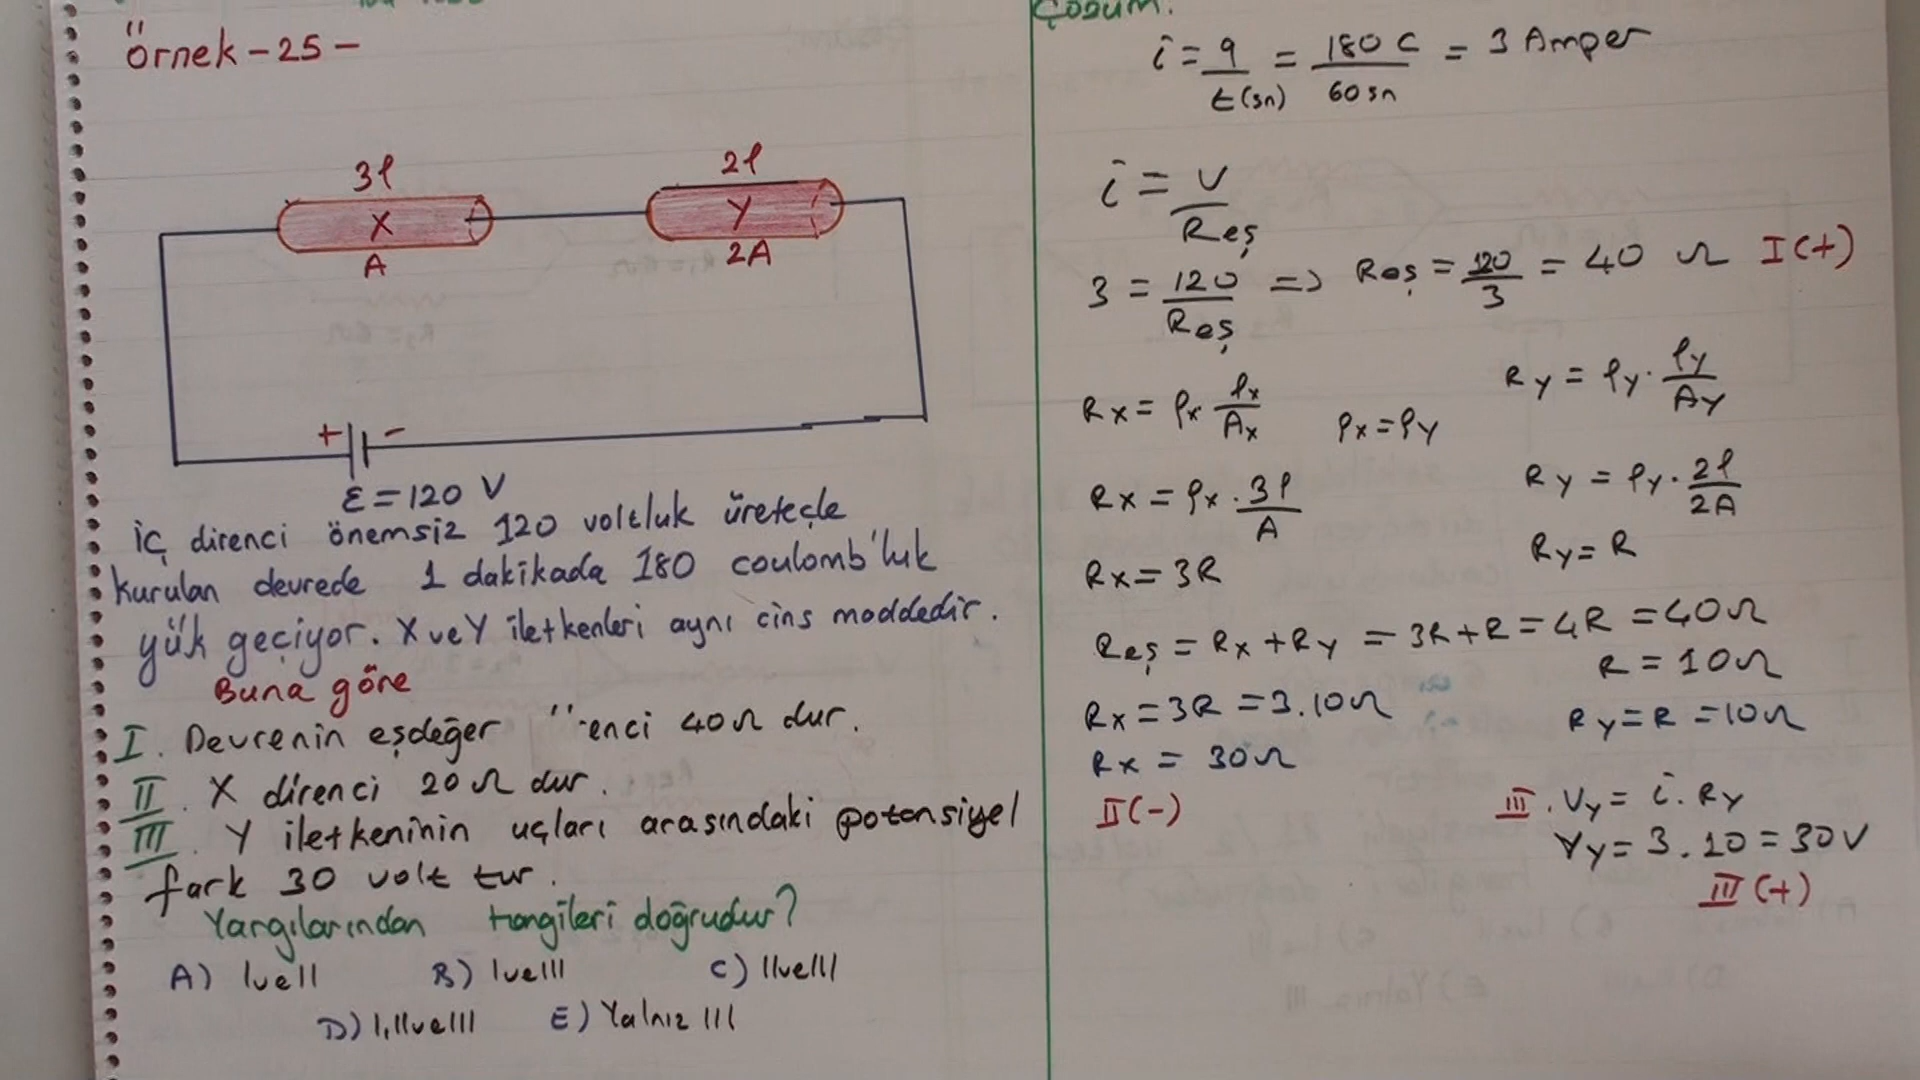 Örnek-25-
3l
X
A
2l
Y
2A
+ -
ε=120 V
İç direnci önemsiz 120 voltluk üreteçle
kurulan devrede 1 dakikada 180 coulomb'luk
yük geçiyor. X ve Y iletkenleri aynı cins maddedir.
Buna göre
I. Devrenin eşdeğer enci 40Ω dur.
II. X direnci 20Ω dur.
III. Y iletkeninin uçları arasındaki potansiyel
fark 30 volt tur.
Yargılarından hangileri doğrudur?
A) I ve II B) I ve III C) II ve III
D) I, II ve III E) Yalnız III
Çözüm:
i = q / t(sn) = 180 C / 60 sn = 3 Amper
i = V / Reş
3 = 120 / Reş => Reş = 120 / 3 = 40 Ω I(+)
Rx = ρx · lx / Ax ρx = ρy Ry = ρy · ly / Ay
Rx = ρx · 3l / A Ry = ρy · 2l / 2A
Rx = 3R Ry = R
Reş = Rx + Ry = 3R + R = 4R = 40Ω
R = 10Ω
Rx = 3R = 3.10Ω Ry = R = 10Ω
Rx = 30Ω
II(-) III. Vy = i. Ry
Vy = 3. 10 = 30V
III(+)